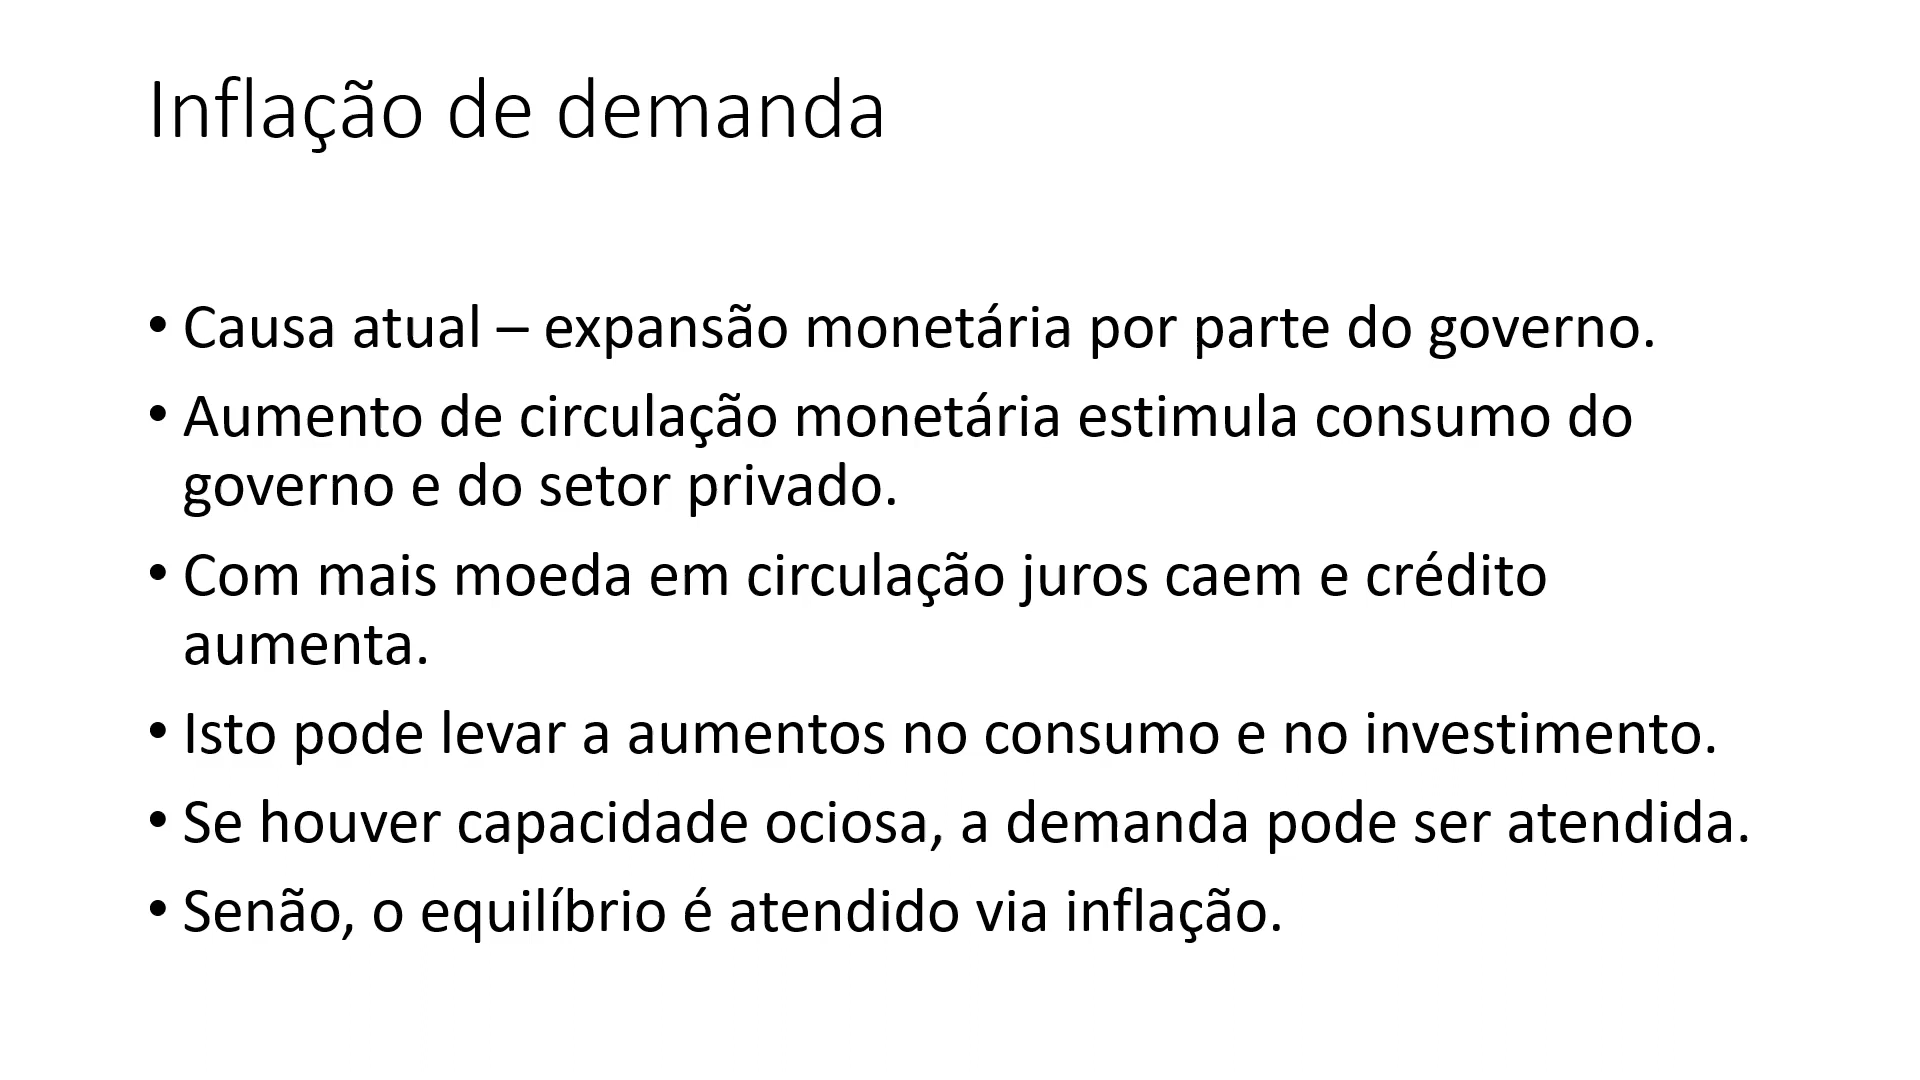 Inflação de demanda
• Causa atual – expansão monetária por parte do governo.
• Aumento de circulação monetária estimula consumo do
governo e do setor privado.
• Com mais moeda em circulação juros caem e crédito
aumenta.
• Isto pode levar a aumentos no consumo e no investimento.
• Se houver capacidade ociosa, a demanda pode ser atendida.
• Senão, o equilíbrio é atendido via inflação.